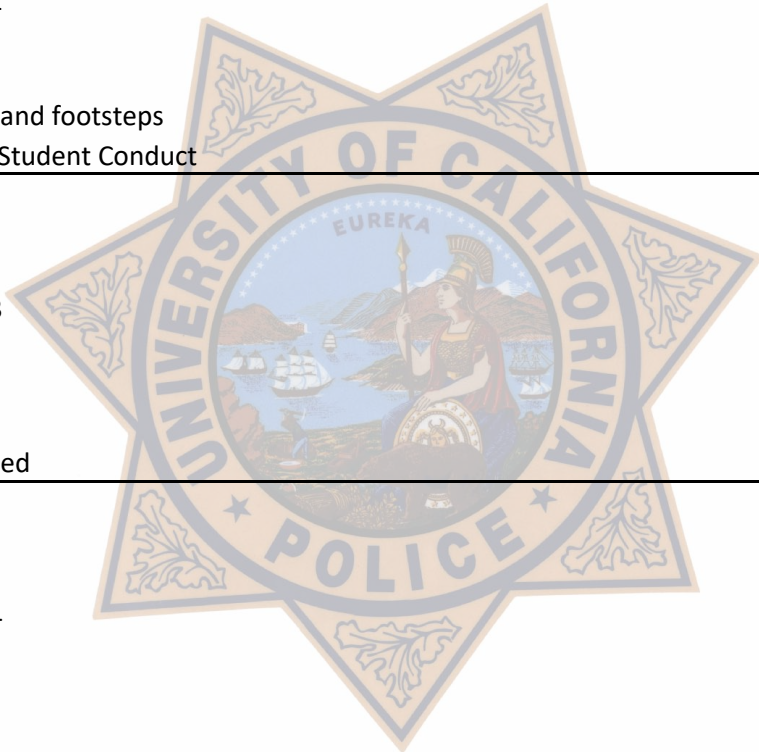 and footsteps
Student Conduct
UNIVERSITY OF CALIFORNIA
EUREKA
ed
POLICE